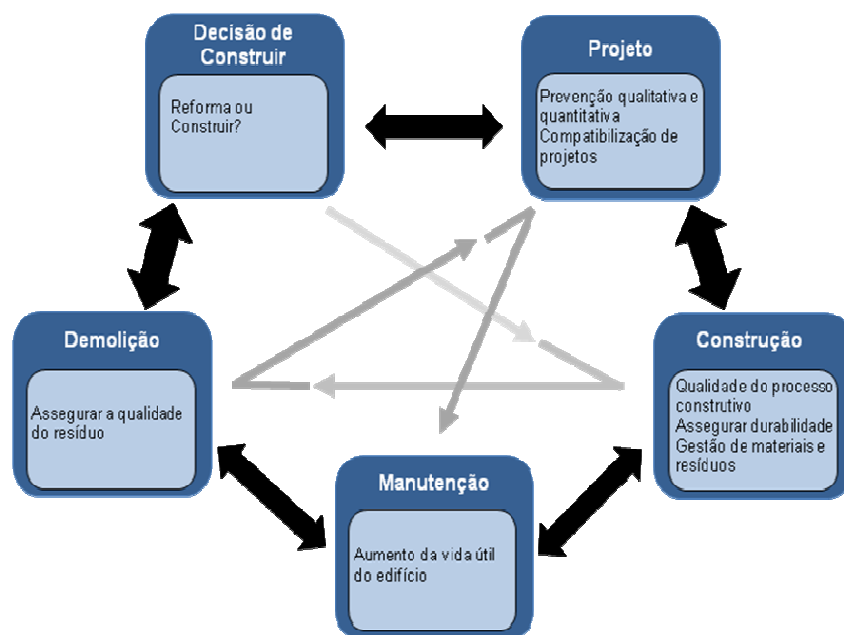 Decisão de
Construir
Reforma ou
Construir?
Projeto
Prevenção qualitativa e
quantitativa
Compatibilização de
projetos
Demolição
Assegurar a qualidade
do resíduo
Construção
Qualidade do processo
construtivo
Assegurar durabilidade
Gestão de materiais e
resíduos
Manutenção
Aumento da vida útil
do edifício